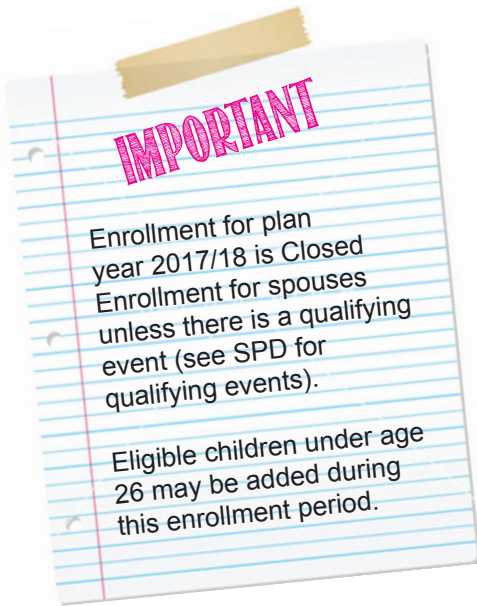 IMPORTANT
Enrollment for plan
year 2017/18 is Closed
Enrollment for spouses
unless there is a qualifying
event (see SPD for
qualifying events).
Eligible children under age
26 may be added during
this enrollment period.